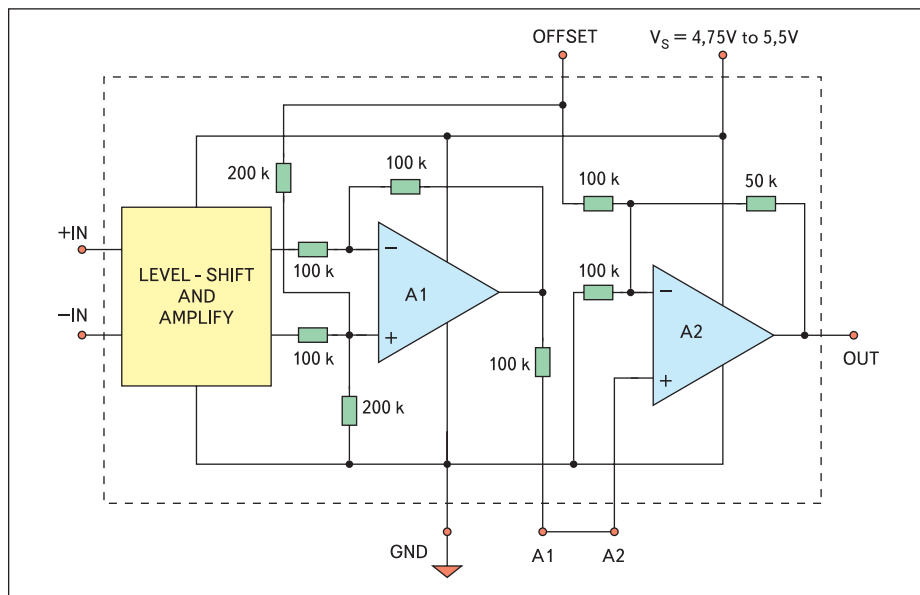 OFFSET
V_S = 4,75V to 5,5V
200 k
100 k
100 k
50 k
+IN
−IN
LEVEL - SHIFT
AND
AMPLIFY
100 k
−
A1
+
100 k
100 k
−
A2
+
100 k
200 k
OUT
GND
A1
A2